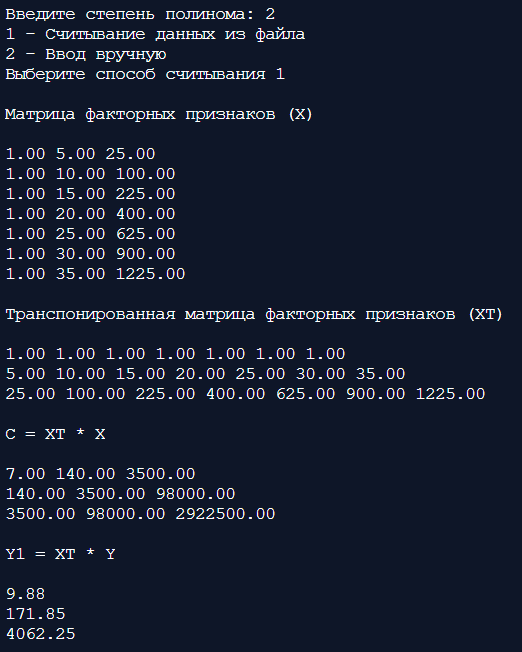 Введите степень полинома: 2
1 - Считывание данных из файла
2 - Ввод вручную
Выберите способ считывания 1
Матрица факторных признаков (X)
1.00 5.00 25.00
1.00 10.00 100.00
1.00 15.00 225.00
1.00 20.00 400.00
1.00 25.00 625.00
1.00 30.00 900.00
1.00 35.00 1225.00
Транспонированная матрица факторных признаков (XT)
1.00 1.00 1.00 1.00 1.00 1.00 1.00
5.00 10.00 15.00 20.00 25.00 30.00 35.00
25.00 100.00 225.00 400.00 625.00 900.00 1225.00
C = XT * X
7.00 140.00 3500.00
140.00 3500.00 98000.00
3500.00 98000.00 2922500.00
Y1 = XT * Y
9.88
171.85
4062.25